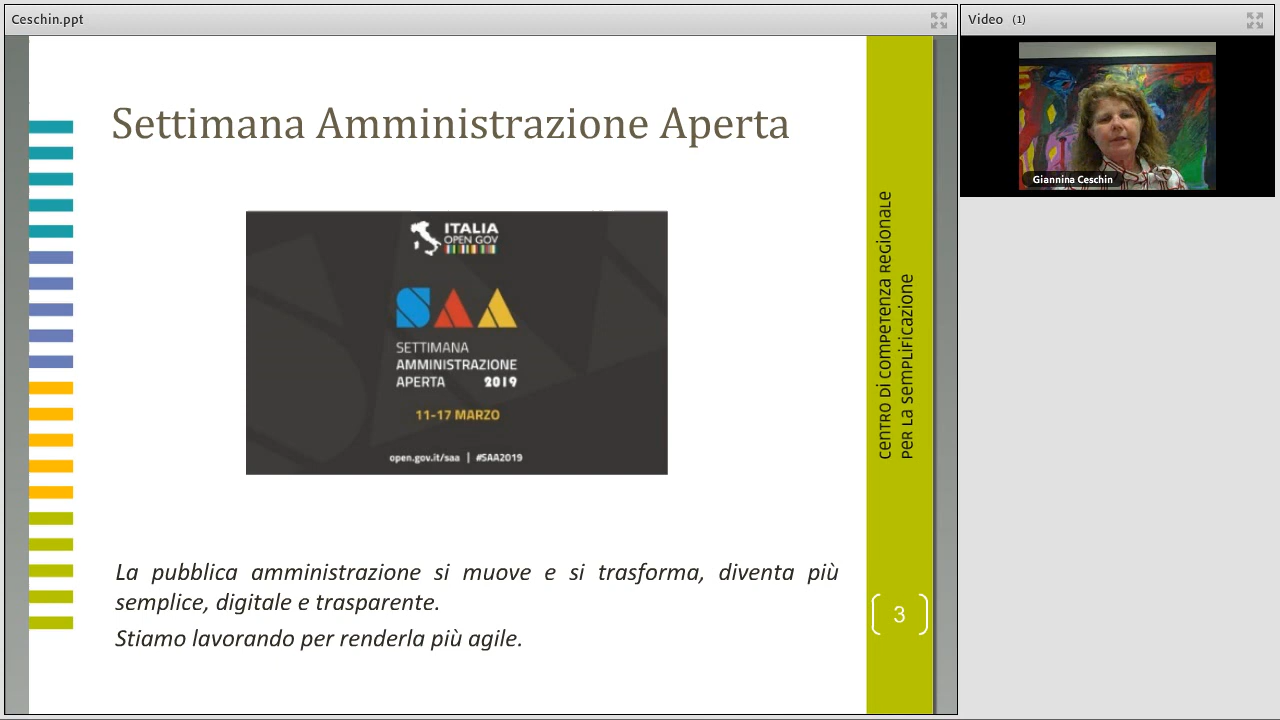 Ceschin.ppt
Settimana Amministrazione Aperta
ITALIA
OPEN GOV
SAA
SETTIMANA
AMMINISTRAZIONE
APERTA 2019
11-17 MARZO
open.gov.it/saa | #SAA2019
La pubblica amministrazione si muove e si trasforma, diventa più
semplice, digitale e trasparente.
Stiamo lavorando per renderla più agile.
CENTRO DI COMPETENZA REGIONALE
PER LA SEMPLIFICAZIONE
3
Video (1)
Giannina Ceschin